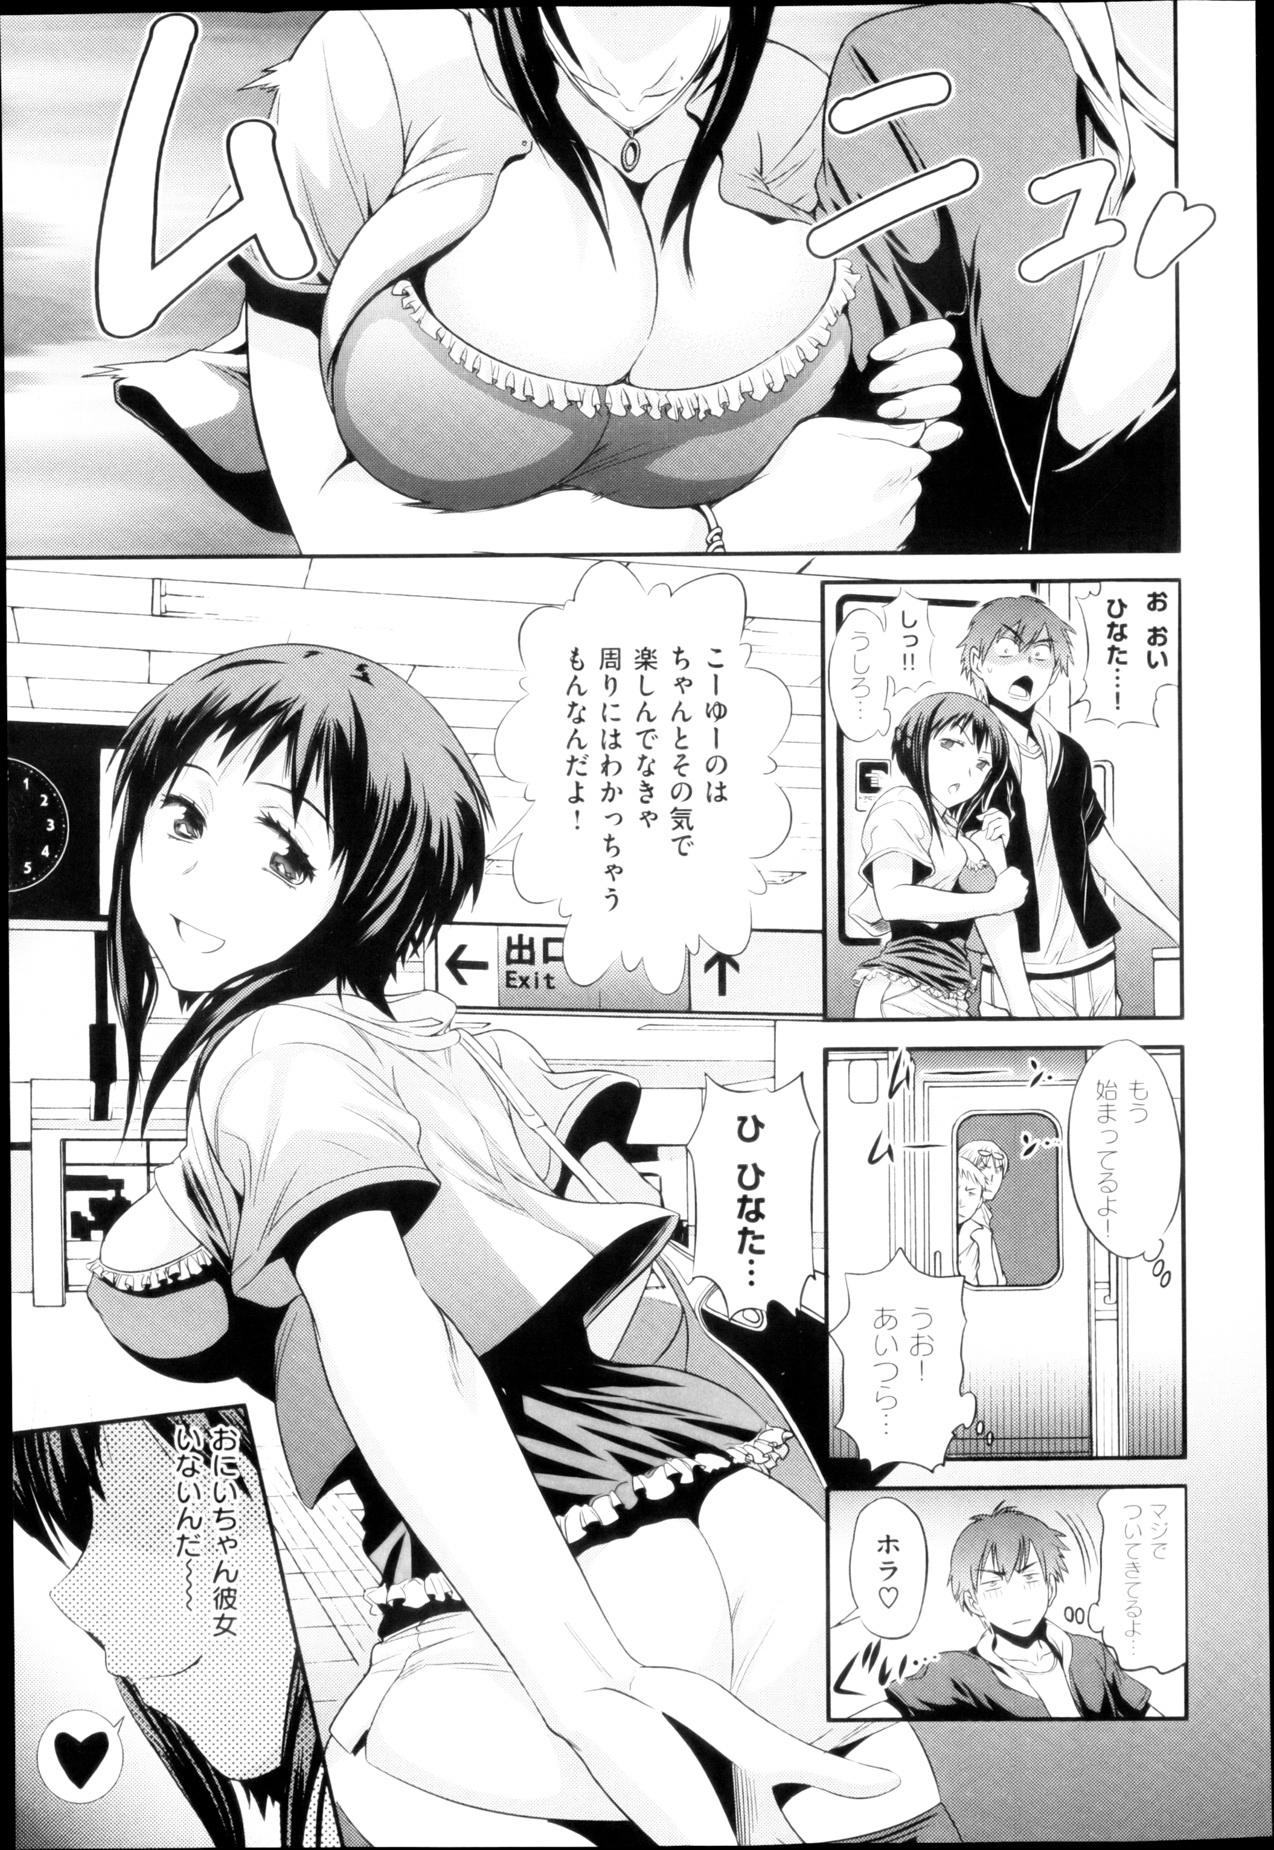 ムニュ♡
お おい
ひなた…！
しっ!!
うしろ…
もう
始まってるよ！
うお！
あいつら…
マジで
ついてきてるよ…
ホラ♡
こーゆーのは
ちゃんとその気で
楽しんでなきゃ
周りにはわかっちゃう
もんなんだよ！
ひ ひなた…
1
2
3
4
5
← 出口
Exit
↑
おにいちゃん彼女
いないんだ～～
♥